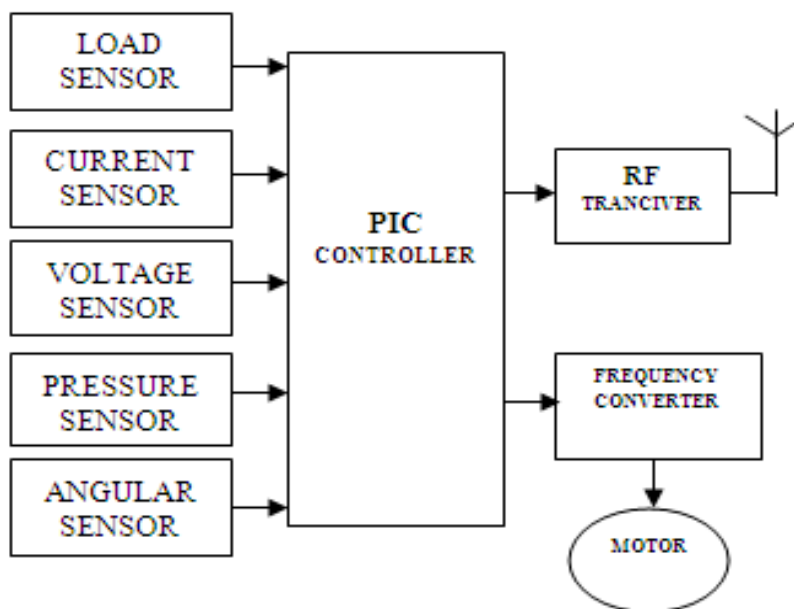 LOAD
SENSOR
CURRENT
SENSOR
VOLTAGE
SENSOR
PRESSURE
SENSOR
ANGULAR
SENSOR
PIC
CONTROLLER
RF
TRANCIVER
FREQUENCY
CONVERTER
MOTOR